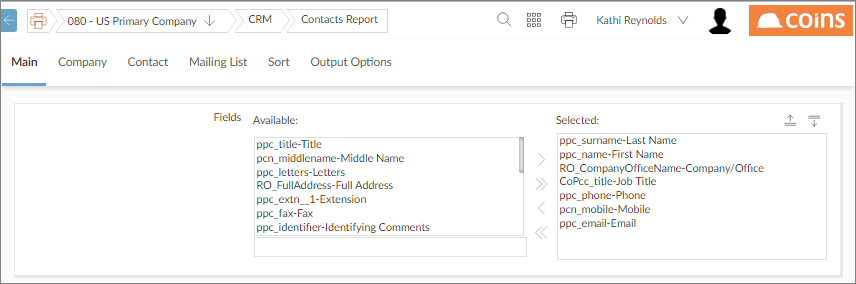 080 - US Primary Company
CRM
Contacts Report
Kathi Reynolds
coins
Main
Company
Contact
Mailing List
Sort
Output Options
Fields
Available:
ppc_title-Title
pcn_middlename-Middle Name
ppc_letters-Letters
RO_FullAddress-Full Address
ppc_extn__1-Extension
ppc_fax-Fax
ppc_identifier-Identifying Comments
Selected:
ppc_surname-Last Name
ppc_name-First Name
RO_CompanyOfficeName-Company/Office
CoPcc_title-Job Title
ppc_phone-Phone
pcn_mobile-Mobile
ppc_email-Email